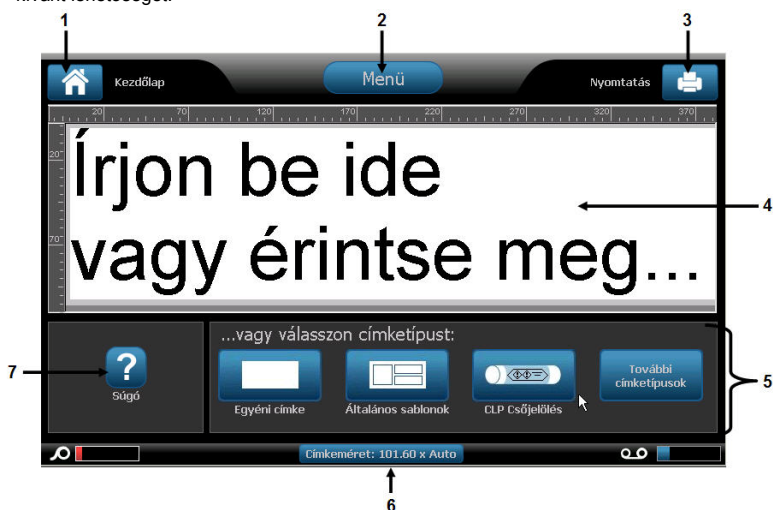 kívánt lehetőséget.
1 2 3
Kezdőlap Menü Nyomtatás
20 70 120 170 220 270 320 370
20
Írjon be ide
4
70
vagy érintse meg...
...vagy válasszon címketípust:
7 ? 5
További
címketípusok
Súgó Egyéni címke Általános sablonok CLP Csőjelölés
Címkeméret: 101.60 x Auto
6